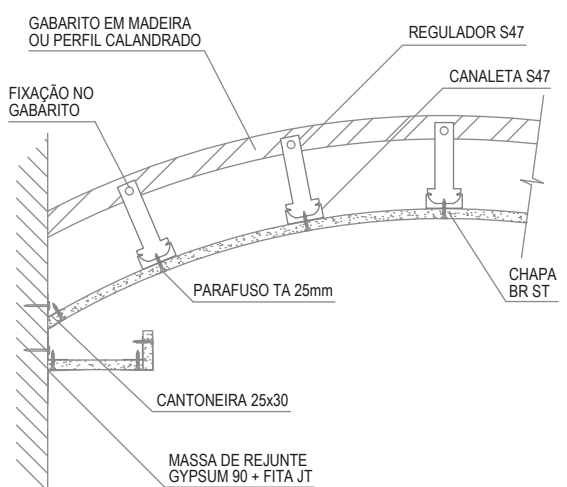 GABARITO EM MADEIRA
OU PERFIL CALANDRADO
REGULADOR S47
CANALETA S47
FIXAÇÃO NO
GABARITO
PARAFUSO TA 25mm
CHAPA
BR ST
CANTONEIRA 25x30
MASSA DE REJUNTE
GYPSUM 90 + FITA JT